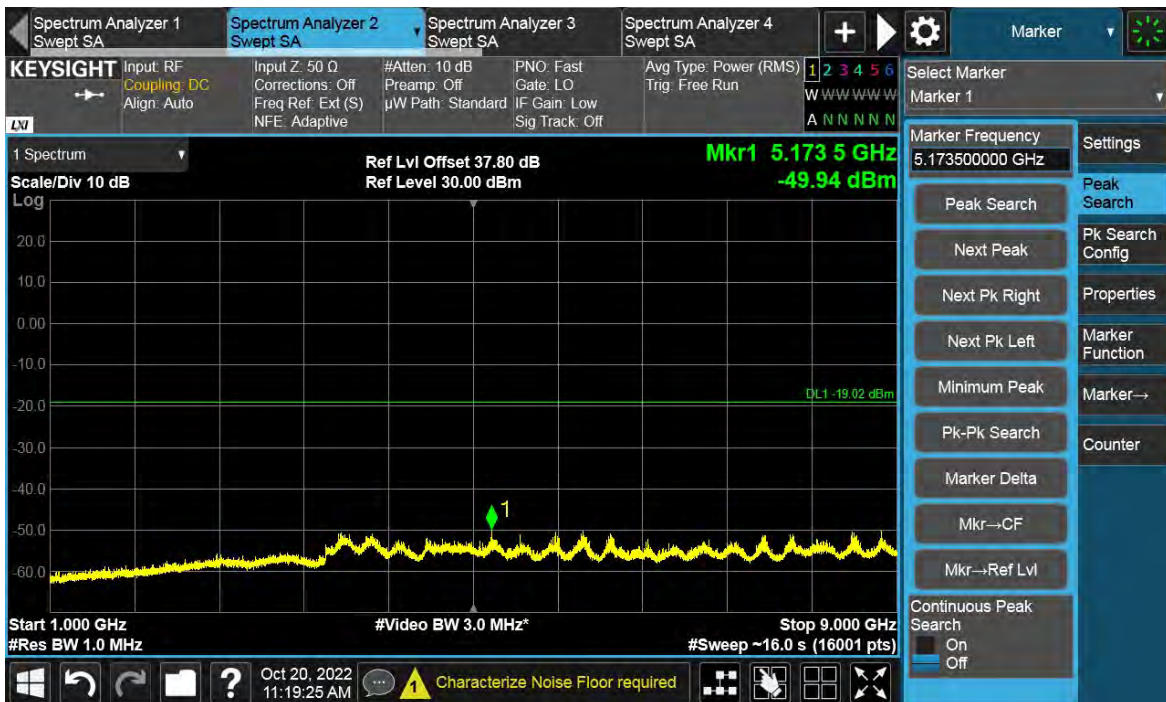 Spectrum Analyzer 1
Swept SA
Spectrum Analyzer 2
Swept SA
Spectrum Analyzer 3
Swept SA
Spectrum Analyzer 4
Swept SA
+
Marker
KEYSIGHT
LXI
Input: RF
Coupling: DC
Align: Auto
Input Z: 50 Ω
Corrections: Off
Freq Ref: Ext (S)
NFE: Adaptive
#Atten: 10 dB
Preamp: Off
µW Path: Standard
PNO: Fast
Gate: LO
IF Gain: Low
Sig Track: Off
Avg Type: Power (RMS)
Trig: Free Run
1 2 3 4 5 6
W W W W W W
A N N N N N
Select Marker
Marker 1
1 Spectrum
Scale/Div 10 dB
Log
Ref Lvl Offset 37.80 dB
Ref Level 30.00 dBm
Mkr1 5.173 5 GHz
-49.94 dBm
20.0
10.0
0.00
-10.0
-20.0
-30.0
-40.0
-50.0
-60.0
DL1 -19.02 dBm
1
Start 1.000 GHz
#Res BW 1.0 MHz
#Video BW 3.0 MHz*
Stop 9.000 GHz
#Sweep ~16.0 s (16001 pts)
Marker Frequency
5.173500000 GHz
Peak Search
Next Peak
Next Pk Right
Next Pk Left
Minimum Peak
Pk-Pk Search
Marker Delta
Mkr→CF
Mkr→Ref Lvl
Continuous Peak
Search
On
Off
Settings
Peak
Search
Pk Search
Config
Properties
Marker
Function
Marker→
Counter
?
Oct 20, 2022
11:19:25 AM
1
Characterize Noise Floor required